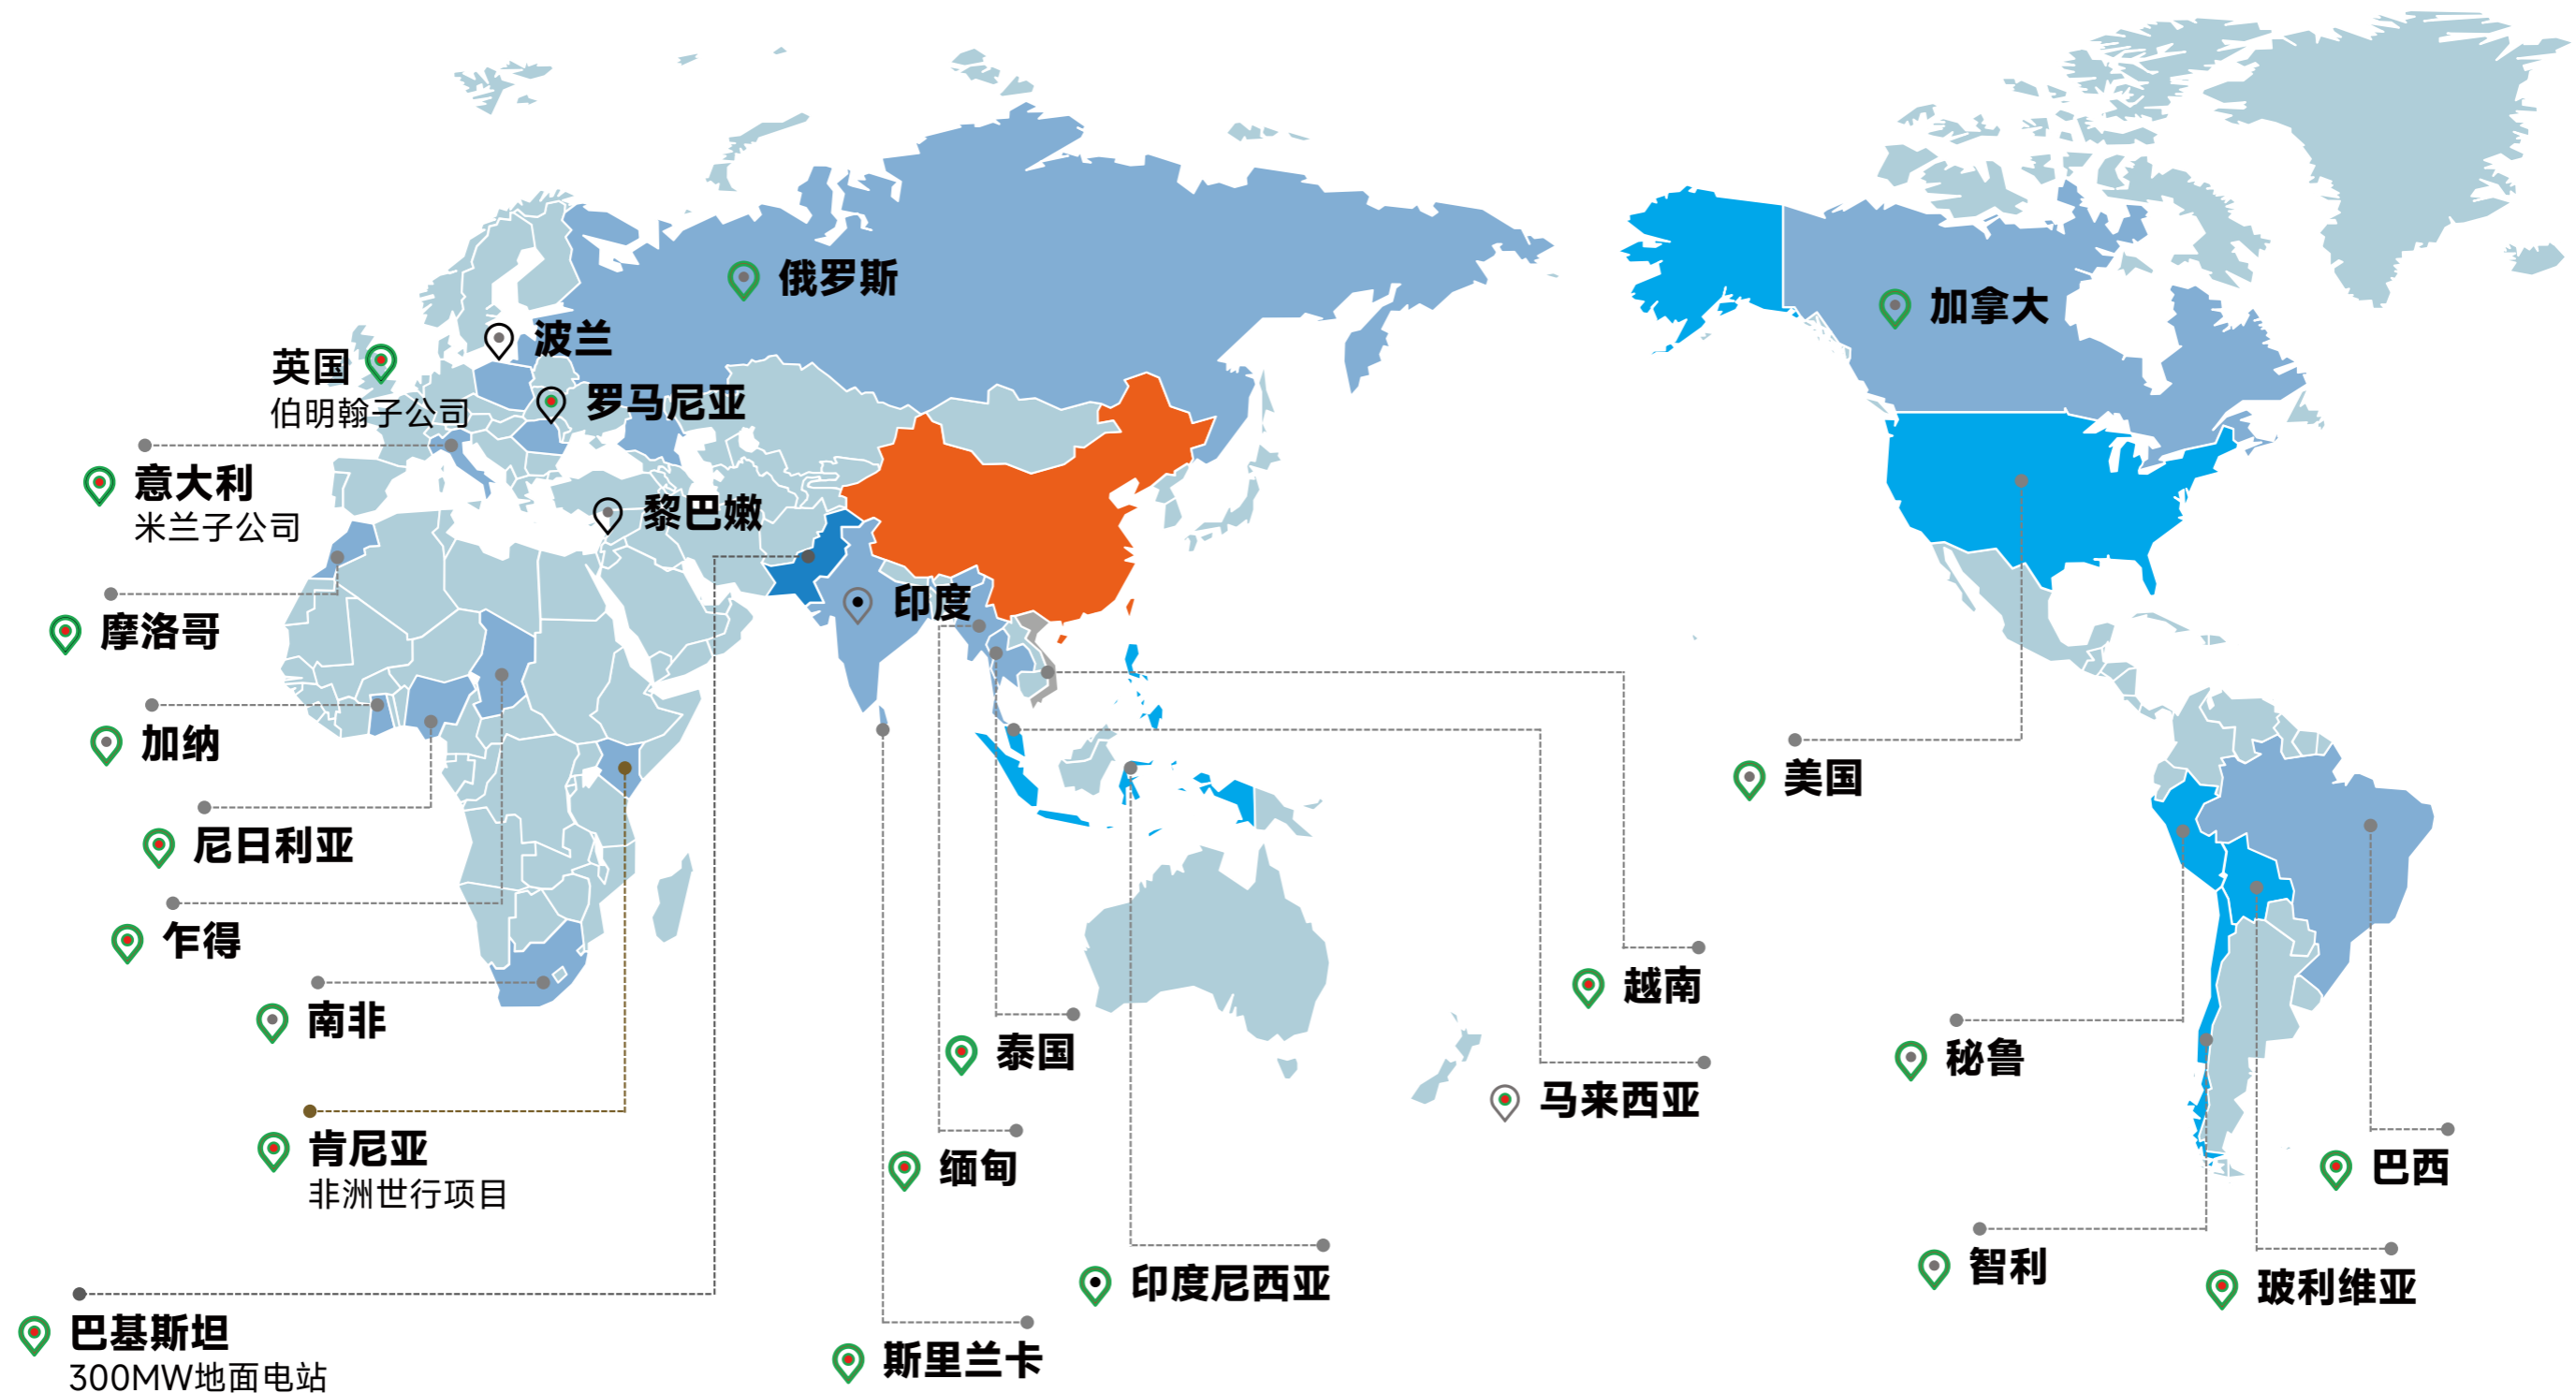 俄罗斯
加拿大
波兰
英国
伯明翰子公司
罗马尼亚
意大利
米兰子公司
黎巴嫩
印度
摩洛哥
加纳
美国
尼日利亚
乍得
越南
南非
泰国
秘鲁
马来西亚
肯尼亚
非洲世行项目
缅甸
巴西
印度尼西亚
智利
玻利维亚
巴基斯坦
300MW地面电站
斯里兰卡